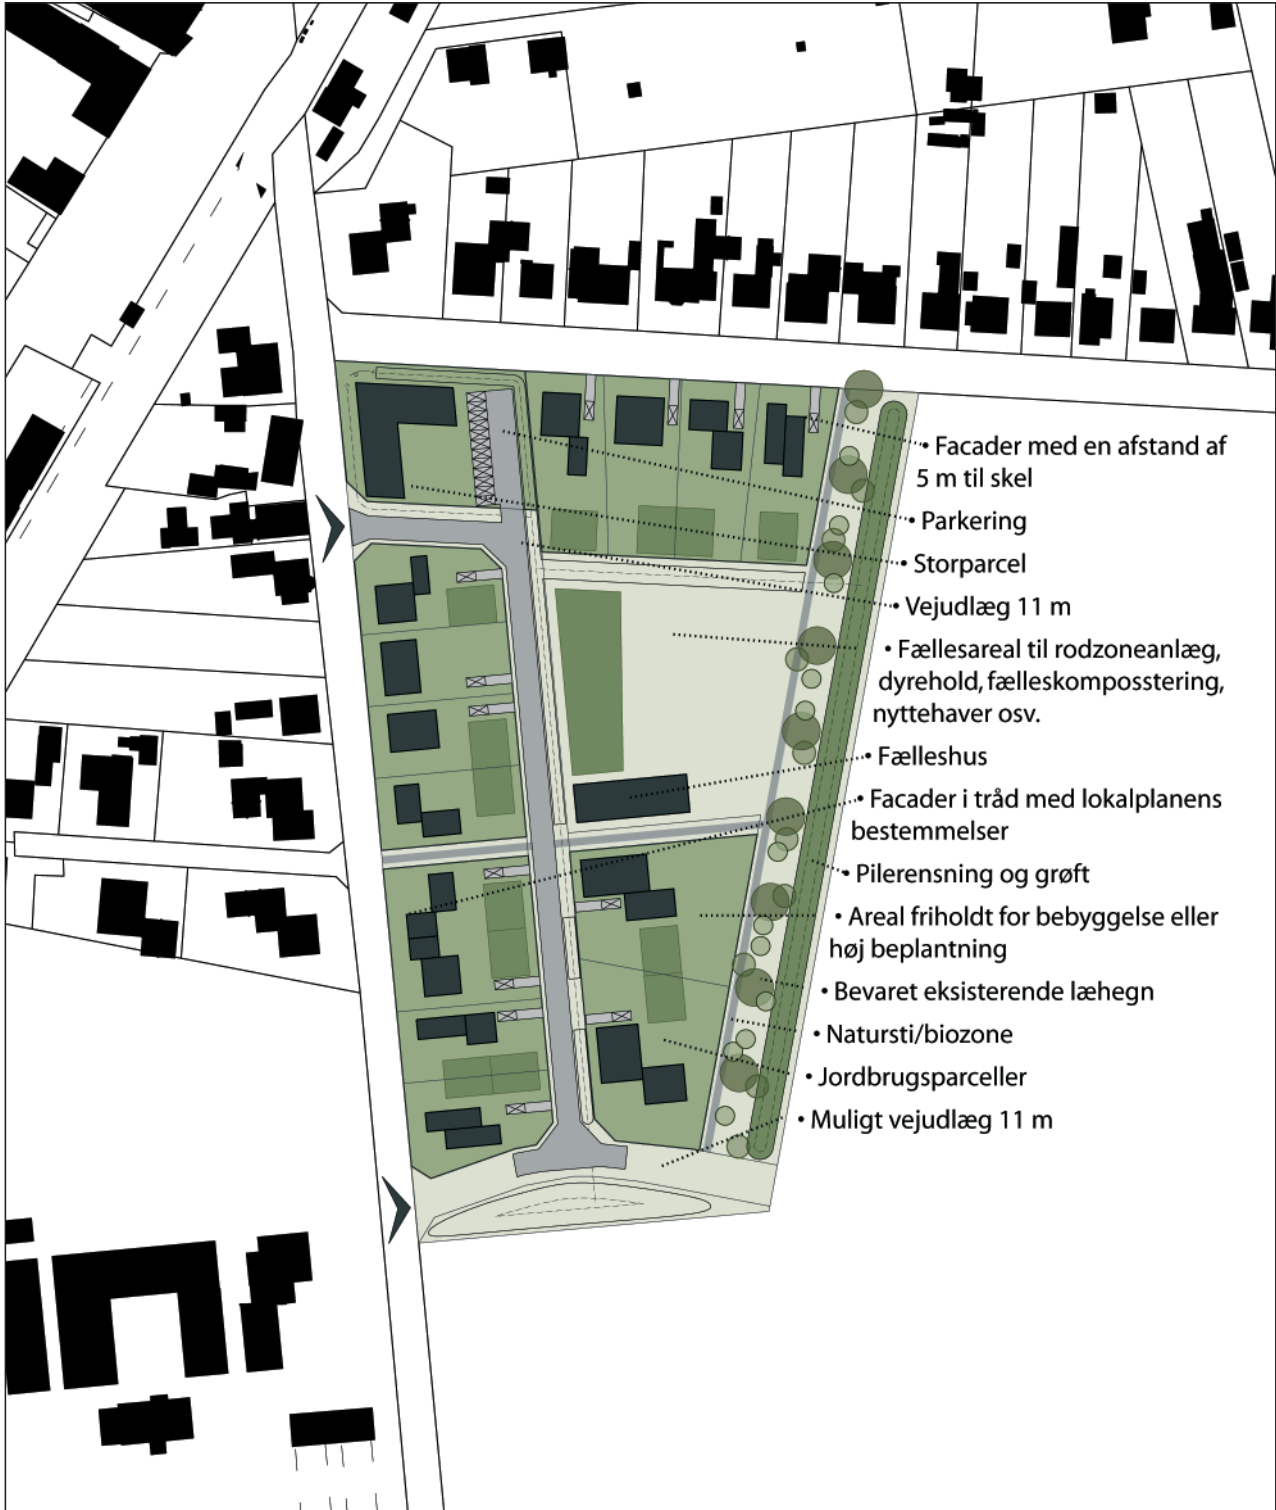 • Facader med en afstand af
5 m til skel
• Parkering
• Storparcel
• Vejudlæg 11 m
• Fællesareal til rodzoneanlæg,
dyrehold, fælleskomposstering,
nyttehaver osv.
• Fælleshus
• Facader i tråd med lokalplanens
bestemmelser
• Pilerensning og grøft
• Areal friholdt for bebyggelse eller
høj beplantning
• Bevaret eksisterende læhegn
• Natursti/biozone
• Jordbrugsparceller
• Muligt vejudlæg 11 m